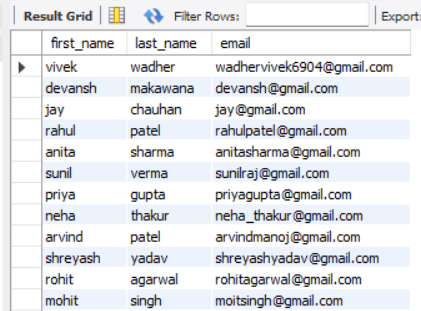 Result Grid Filter Rows: Export:
first_name last_name email
vivek wadher wadhervivek6904@gmail.com
devansh makawana devansh@gmail.com
jay chauhan jay@gmail.com
rahul patel rahulpatel@gmail.com
anita sharma anitasharma@gmail.com
sunil verma sunilraj@gmail.com
priya gupta priyagupta@gmail.com
neha thakur neha_thakur@gmail.com
arvind patel arvindmanoj@gmail.com
shreyash yadav shreyashyadav@gmail.com
rohit agarwal rohitagarwal@gmail.com
mohit singh moitsingh@gmail.com